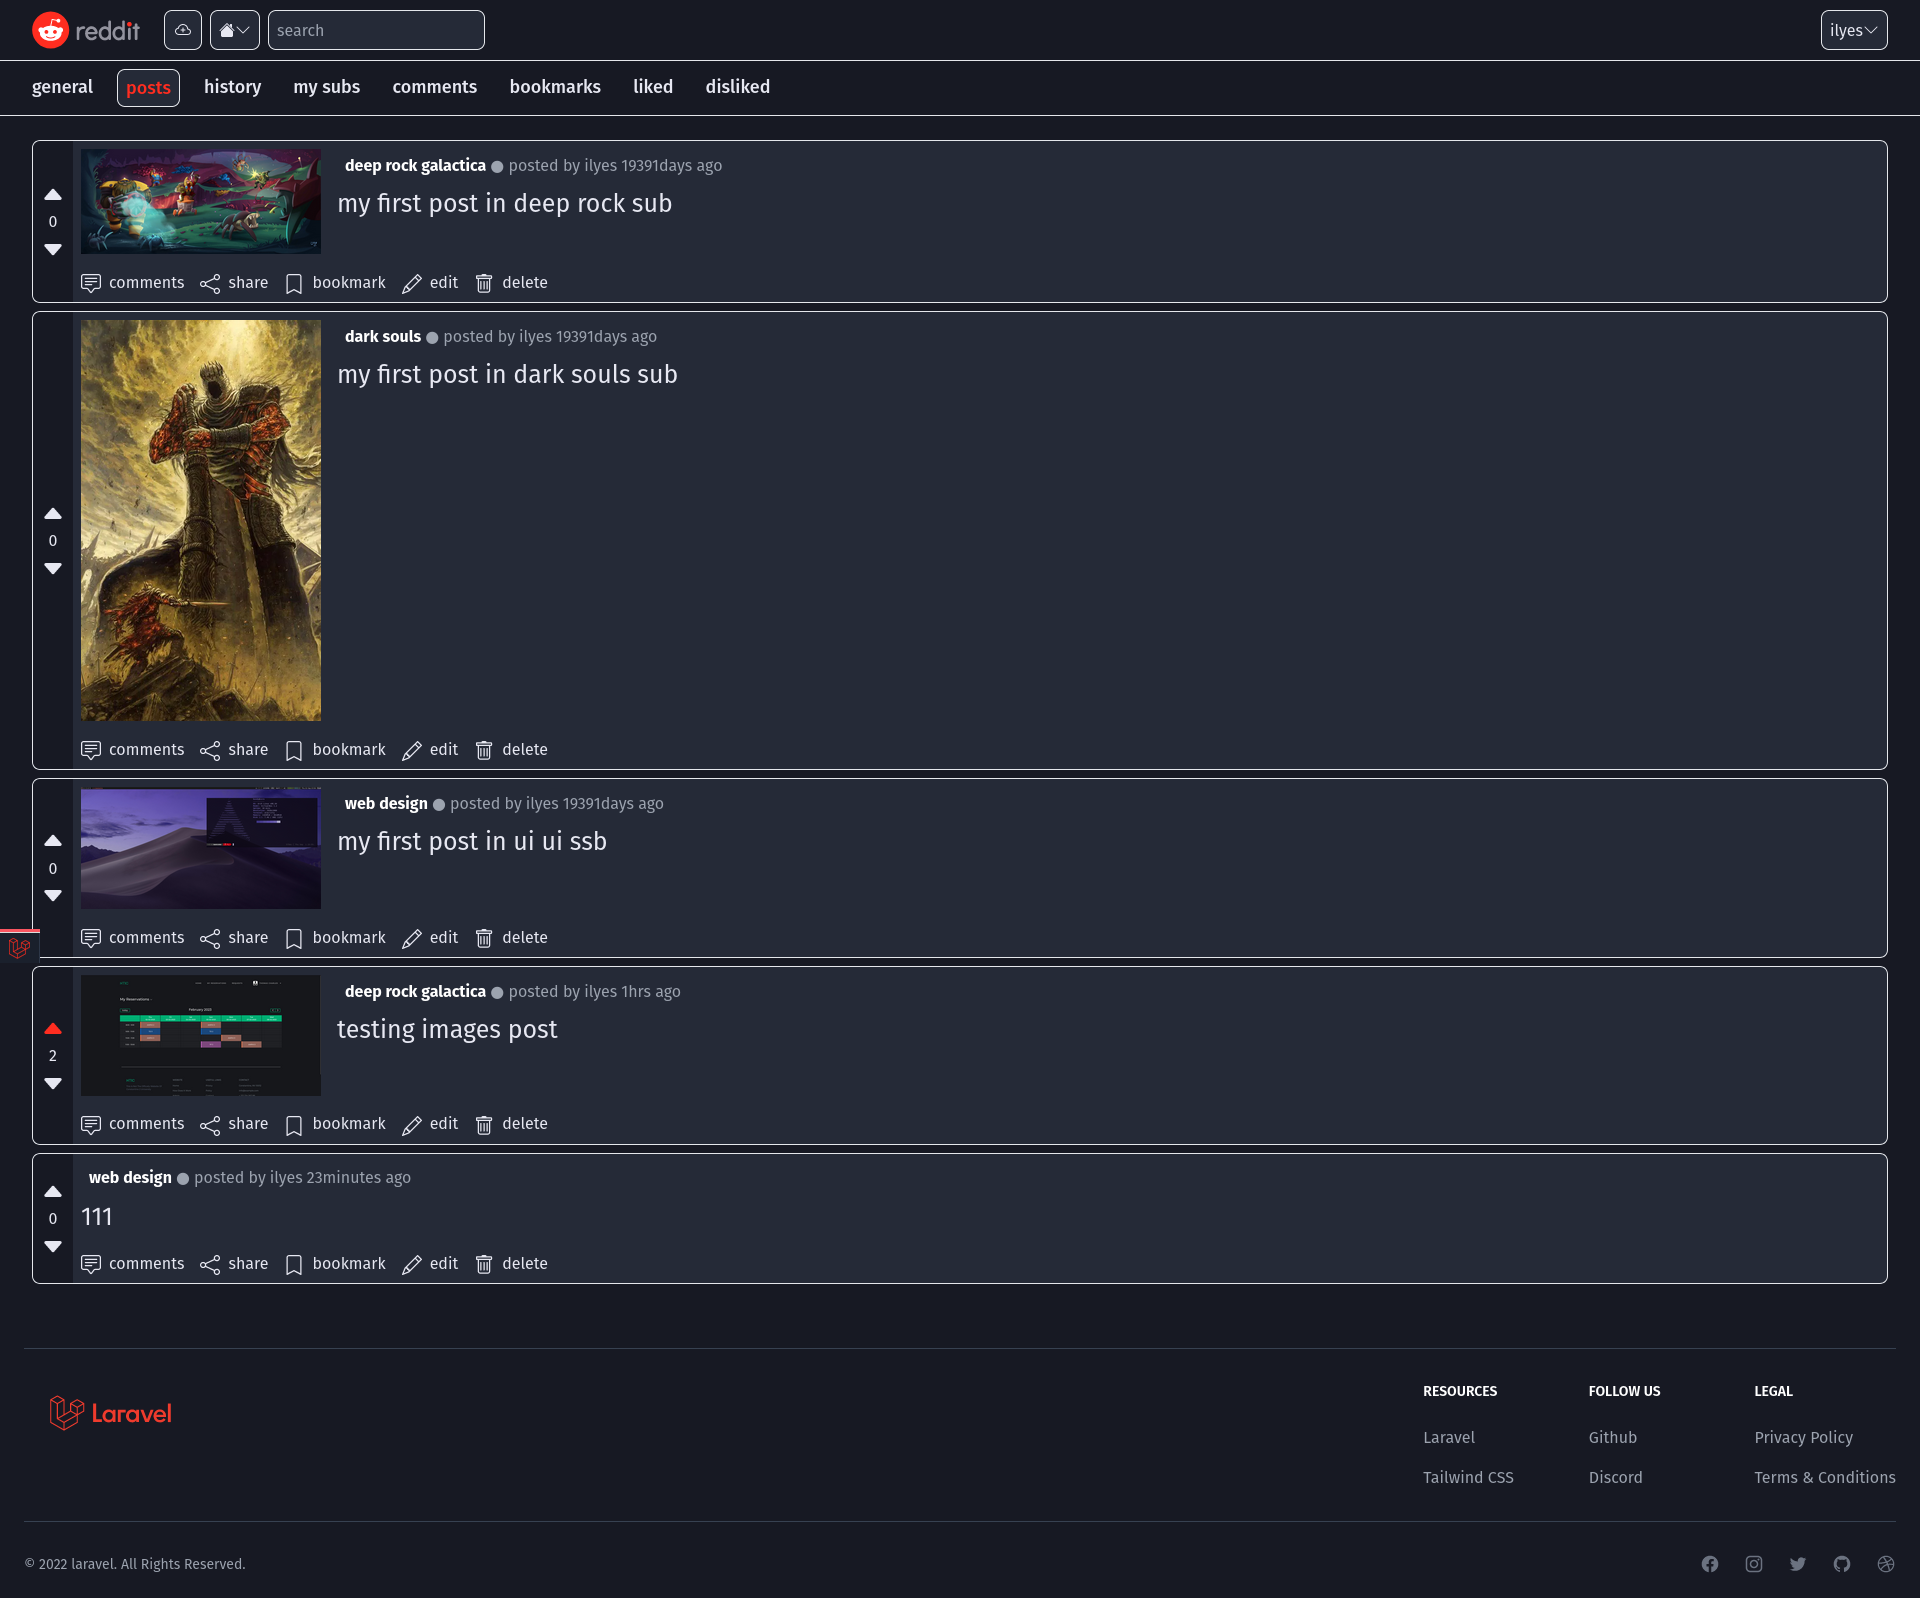 reddit
search
ilyes
general posts history my subs comments bookmarks liked disliked
deep rock galactica posted by ilyes 19391days ago
my first post in deep rock sub
0
comments share bookmark edit delete
dark souls posted by ilyes 19391days ago
my first post in dark souls sub
0
comments share bookmark edit delete
web design posted by ilyes 19391days ago
my first post in ui ui ssb
0
comments share bookmark edit delete
deep rock galactica posted by ilyes 1hrs ago
testing images post
2
My Reservations
February 2023
comments share bookmark edit delete
web design posted by ilyes 23minutes ago
111
0
comments share bookmark edit delete
Laravel
RESOURCES
Laravel
Tailwind CSS
FOLLOW US
Github
Discord
LEGAL
Privacy Policy
Terms & Conditions
© 2022 laravel. All Rights Reserved.